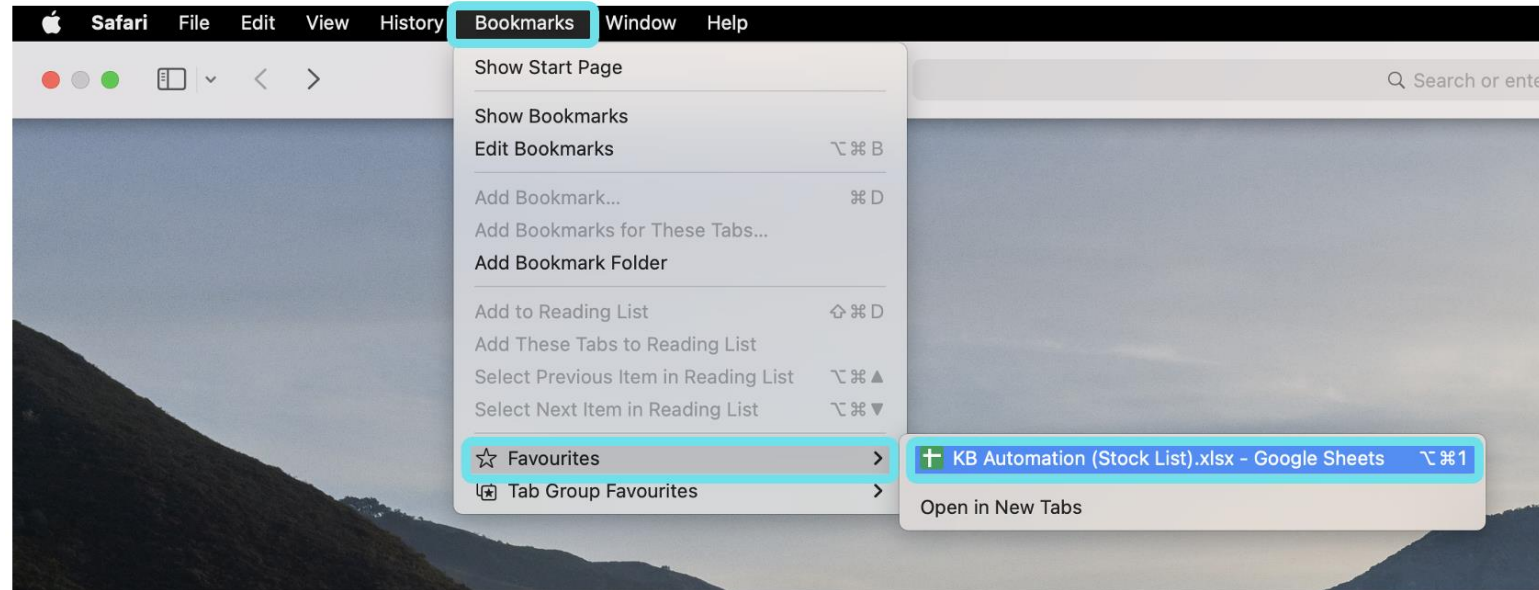 Safari File Edit View History Bookmarks Window Help
Search or ente
Show Start Page
Show Bookmarks
Edit Bookmarks ⌥⌘B
Add Bookmark... ⌘D
Add Bookmarks for These Tabs...
Add Bookmark Folder
Add to Reading List ⇧⌘D
Add These Tabs to Reading List
Select Previous Item in Reading List ⌥⌘▲
Select Next Item in Reading List ⌥⌘▼
Favourites
Tab Group Favourites
KB Automation (Stock List).xlsx - Google Sheets ⌥⌘1
Open in New Tabs